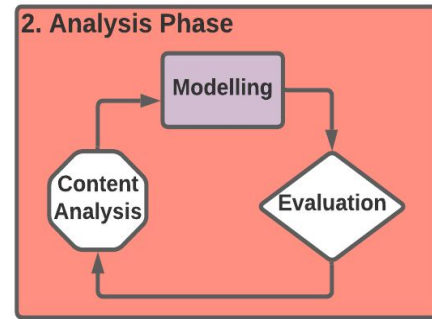 2. Analysis Phase
Modelling
Content
Analysis
Evaluation